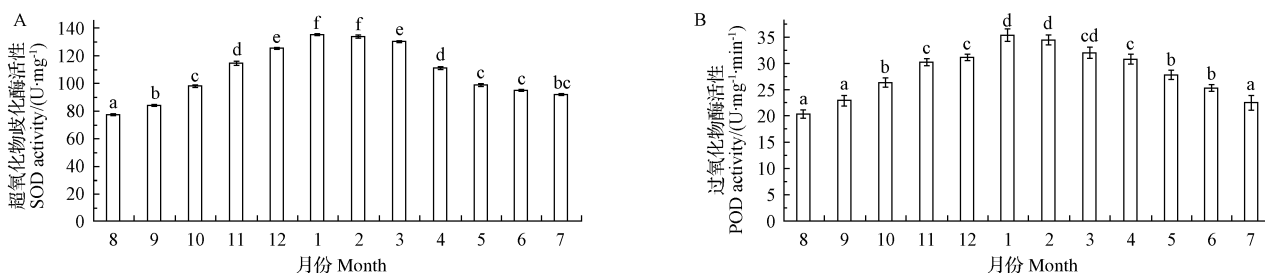 A
超氧化物歧化酶活性
SOD activity/(U·mg⁻¹)
140
120
100
80
60
40
20
0
a b c d e f f e d c c bc
8 9 10 11 12 1 2 3 4 5 6 7
月份 Month
B
过氧化物酶活性
POD activity/(U·mg⁻¹·min⁻¹)
35
30
25
20
15
10
5
0
a a b c c d d cd c b b a
8 9 10 11 12 1 2 3 4 5 6 7
月份 Month